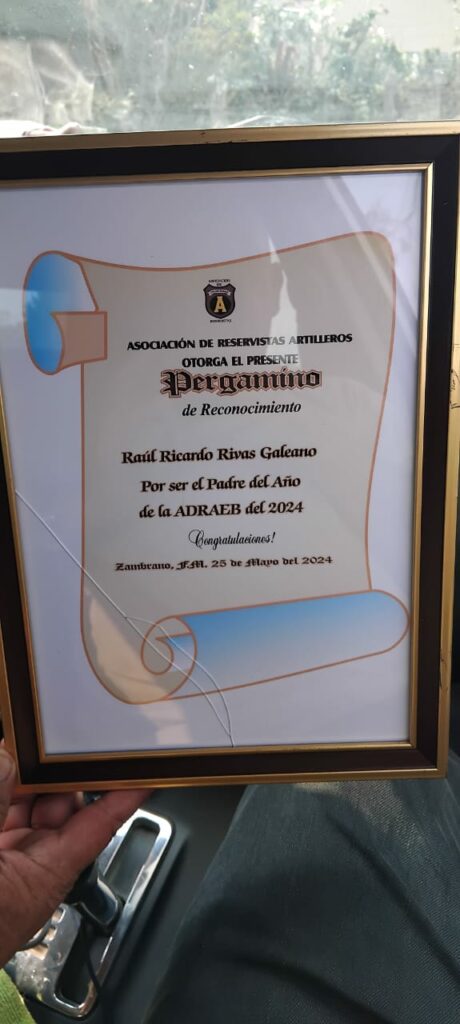 A
ASOCIACIÓN DE RESERVISTAS ARTILLEROS
OTORGA EL PRESENTE
Pergamino
de Reconocimiento
Raúl Ricardo Rivas Galeano
Por ser el Padre del Año
de la ADRAEB del 2024
Congratulaciones!
Zambrano, F.M. 25 de Mayo del 2024